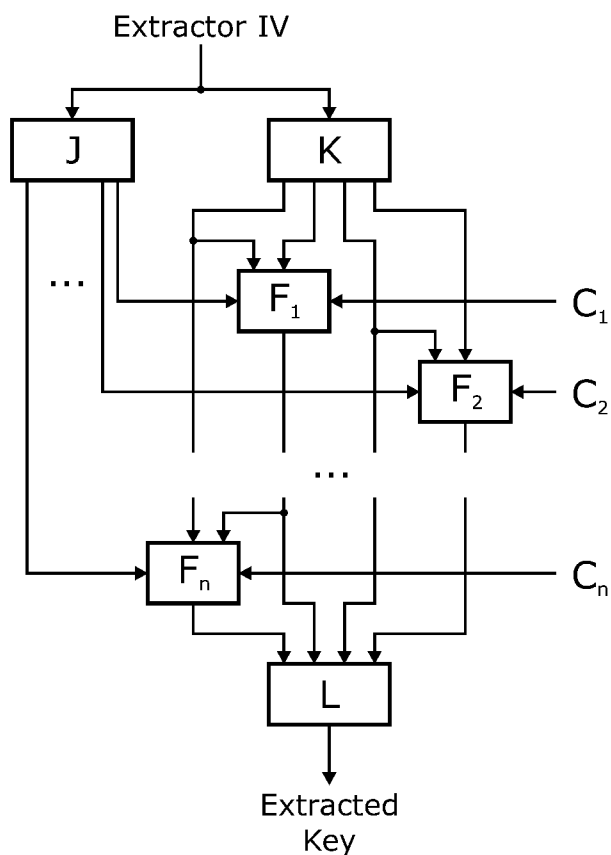 Extractor IV
J
K
...
F1
C1
F2
C2
...
Fn
Cn
L
Extracted
Key